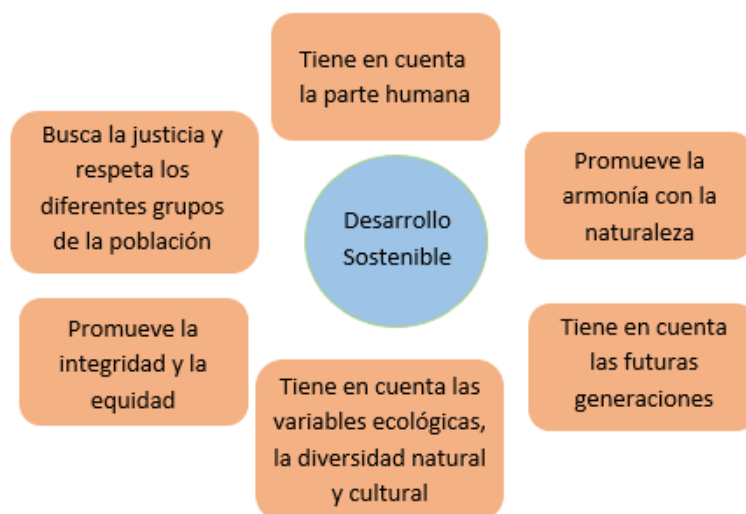 Tiene en cuenta
la parte humana
Busca la justicia y
respeta los
diferentes grupos
de la población
Promueve la
armonía con la
naturaleza
Desarrollo
Sostenible
Promueve la
integridad y la
equidad
Tiene en cuenta
las futuras
generaciones
Tiene en cuenta las
variables ecológicas,
la diversidad natural
y cultural